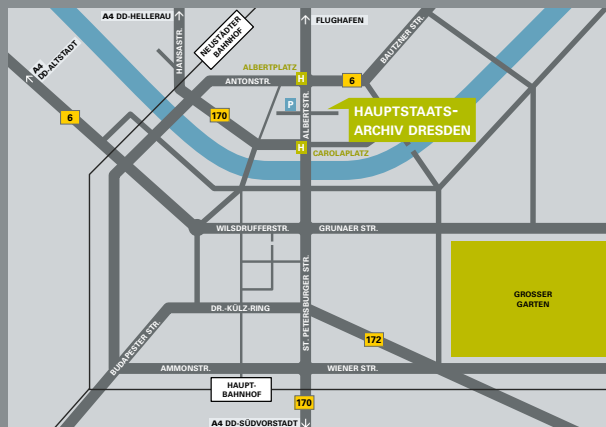 A4 DD-HELLERAU
FLUGHAFEN
NEUSTÄDTER
BAHNHOF
HANSASTR.
BAUTZNER STR.
A4
DD-ALTSTADT
ALBERTPLATZ
H
ANTONSTR.
6
P
ALBERTSTR.
HAUPTSTAATS-
ARCHIV DRESDEN
6
170
H
CAROLAPLATZ
WILSDRUFFERSTR.
GRUNAER STR.
GROSSER
GARTEN
ST. PETERSBURGER STR.
DR.-KÜLZ-RING
172
BUDAPESTER STR.
AMMONSTR.
WIENER STR.
HAUPT-
BAHNHOF
170
A4 DD-SÜDVORSTADT